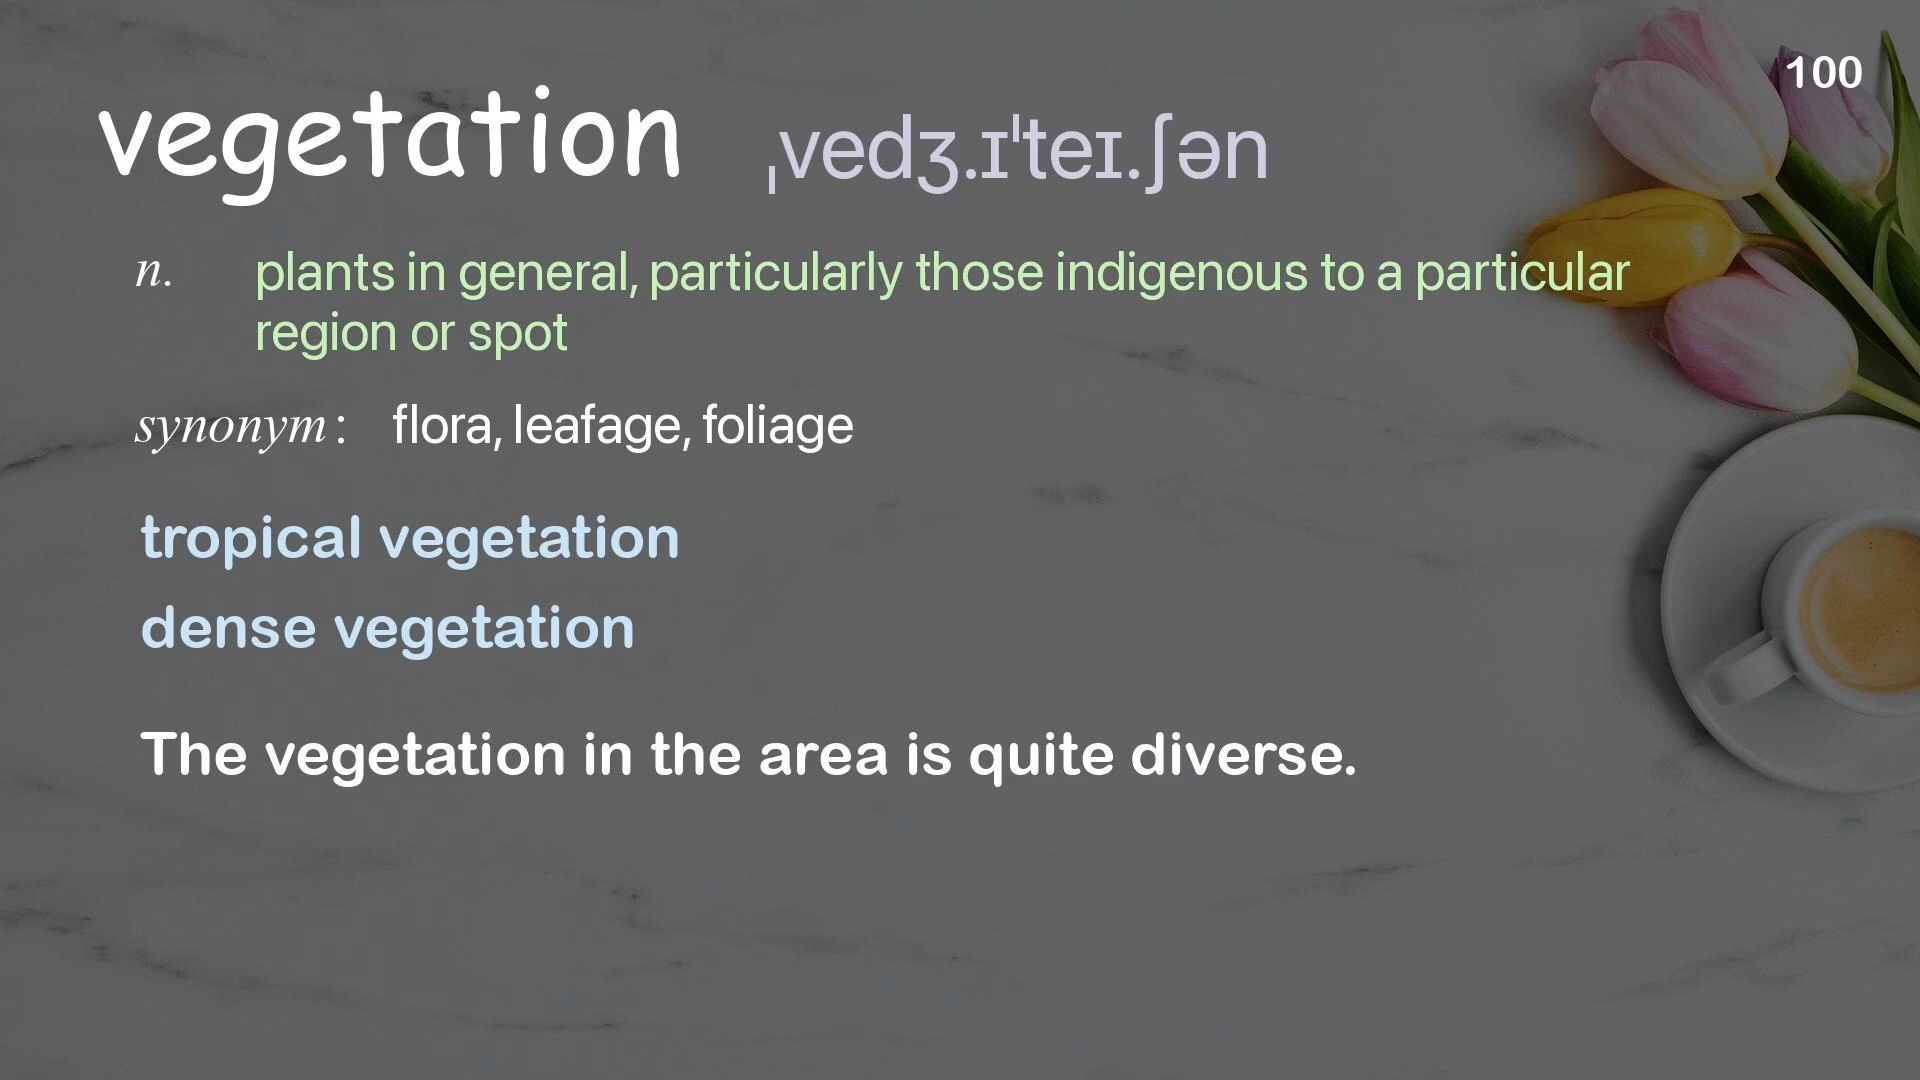 100
vegetation ˌvedʒ.ɪˈteɪ.ʃən
n. plants in general, particularly those indigenous to a particular
region or spot
synonym: flora, leafage, foliage
tropical vegetation
dense vegetation
The vegetation in the area is quite diverse.